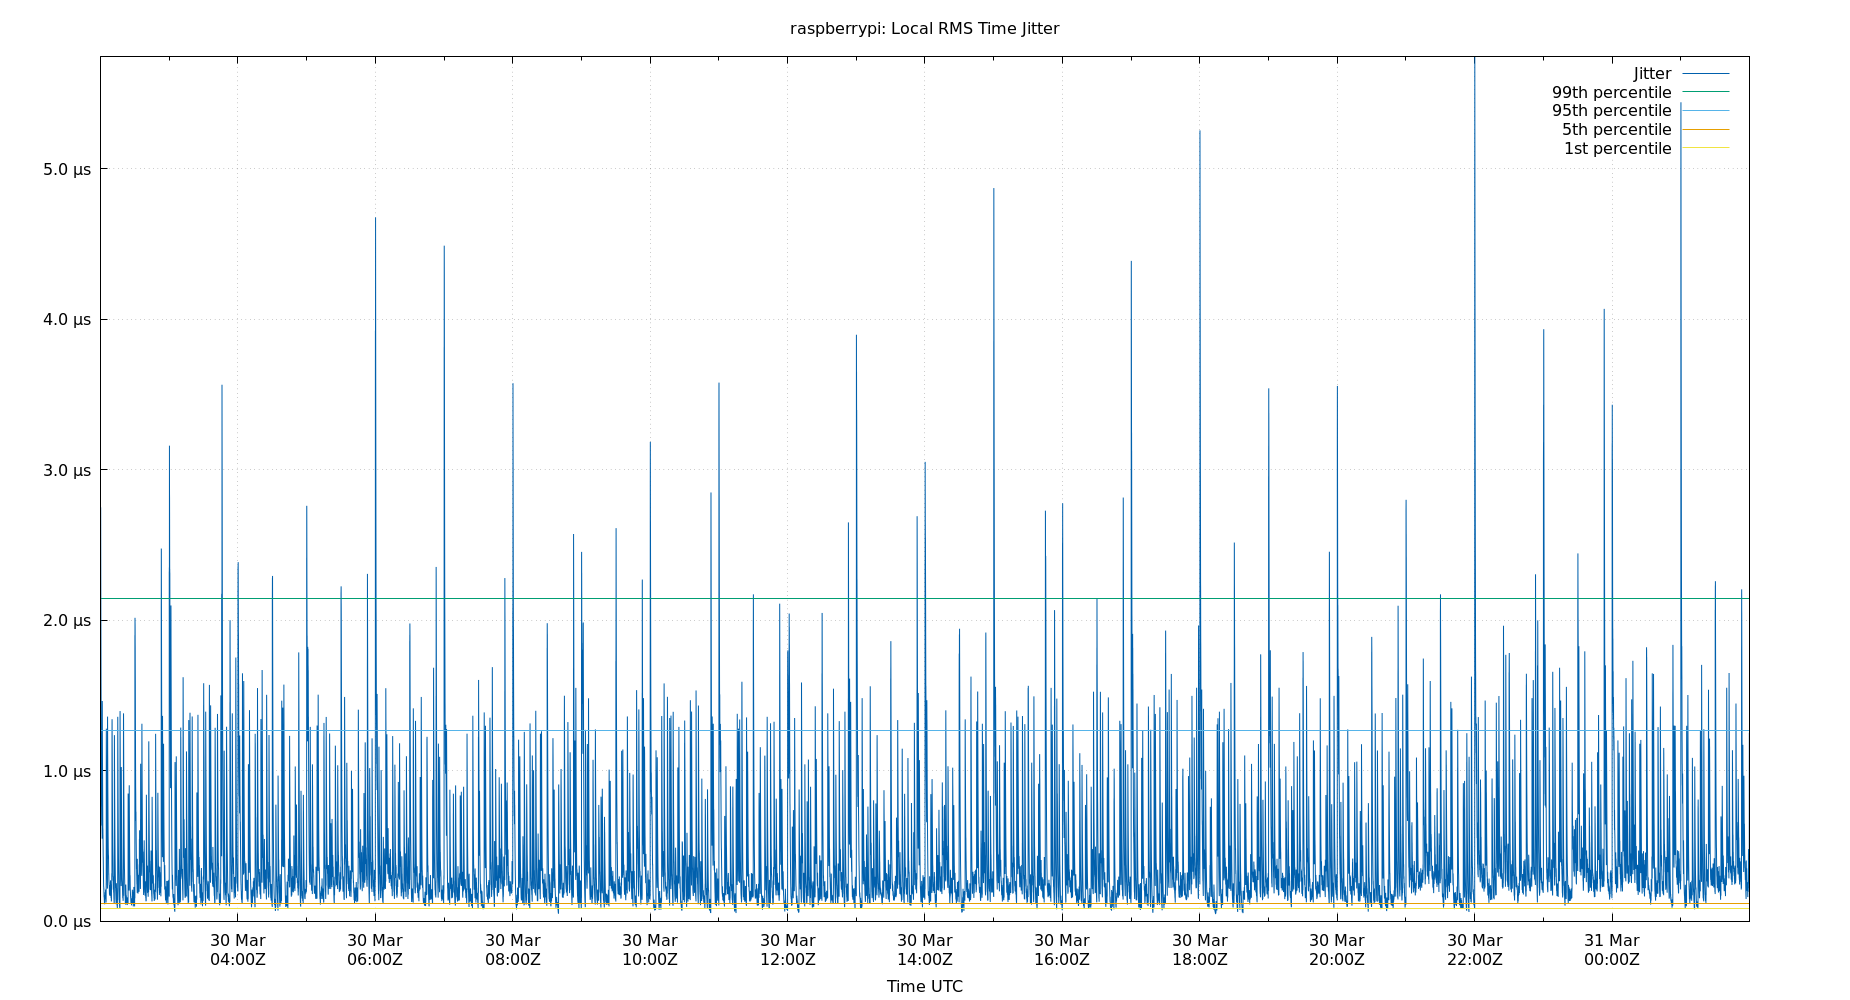 raspberrypi: Local RMS Time Jitter
Jitter
99th percentile
95th percentile
5th percentile
1st percentile
5.0 µs
4.0 µs
3.0 µs
2.0 µs
1.0 µs
0.0 µs
30 Mar 30 Mar 30 Mar 30 Mar 30 Mar 30 Mar 30 Mar 30 Mar 30 Mar 30 Mar 31 Mar
04:00Z 06:00Z 08:00Z 10:00Z 12:00Z 14:00Z 16:00Z 18:00Z 20:00Z 22:00Z 00:00Z
Time UTC